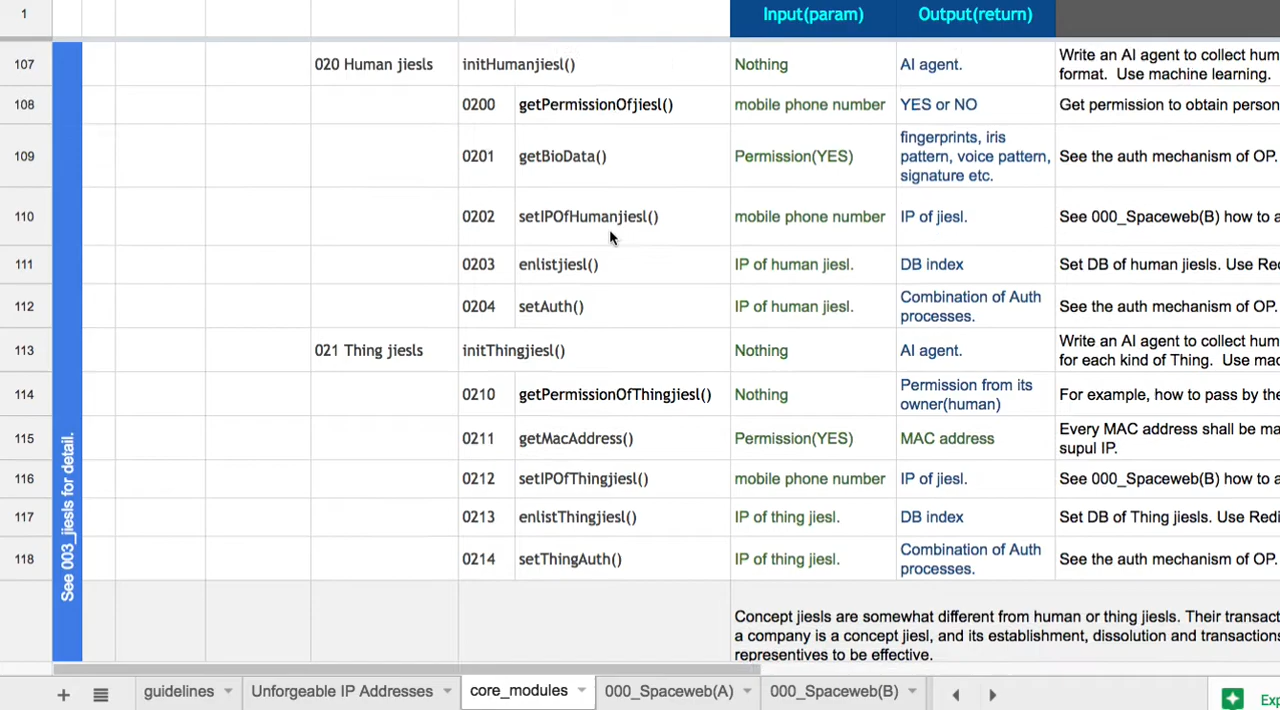 1 Input(param) Output(return)
107 020 Human jiesls initHumanjiesl() Nothing AI agent. Write an AI agent to collect hum
format. Use machine learning.
108 0200 getPermissionOfjiesl() mobile phone number YES or NO Get permission to obtain person
109 0201 getBioData() Permission(YES) fingerprints, iris
pattern, voice pattern,
signature etc. See the auth mechanism of OP.
110 0202 setIPOfHumanjiesl() mobile phone number IP of jiesl. See 000_Spaceweb(B) how to a
111 0203 enlistjiesl() IP of human jiesl. DB index Set DB of human jiesls. Use Red
112 0204 setAuth() IP of human jiesl. Combination of Auth
processes. See the auth mechanism of OP.
113 021 Thing jiesls initThingjiesl() Nothing AI agent. Write an AI agent to collect hum
for each kind of Thing. Use mac
114 0210 getPermissionOfThingjiesl() Nothing Permission from its
owner(human) For example, how to pass by the
115 0211 getMacAddress() Permission(YES) MAC address Every MAC address shall be ma
supul IP.
116 0212 setIPOfThingjiesl() mobile phone number IP of jiesl. See 000_Spaceweb(B) how to a
117 0213 enlistThingjiesl() IP of thing jiesl. DB index Set DB of Thing jiesls. Use Redi
118 0214 setThingAuth() IP of thing jiesl. Combination of Auth
processes. See the auth mechanism of OP.
See 003_jiesls for detail.
Concept jiesls are somewhat different from human or thing jiesls. Their transact
a company is a concept jiesl, and its establishment, dissolution and transactions
representives to be effective.
guidelines Unforgeable IP Addresses core_modules 000_Spaceweb(A) 000_Spaceweb(B) Exp